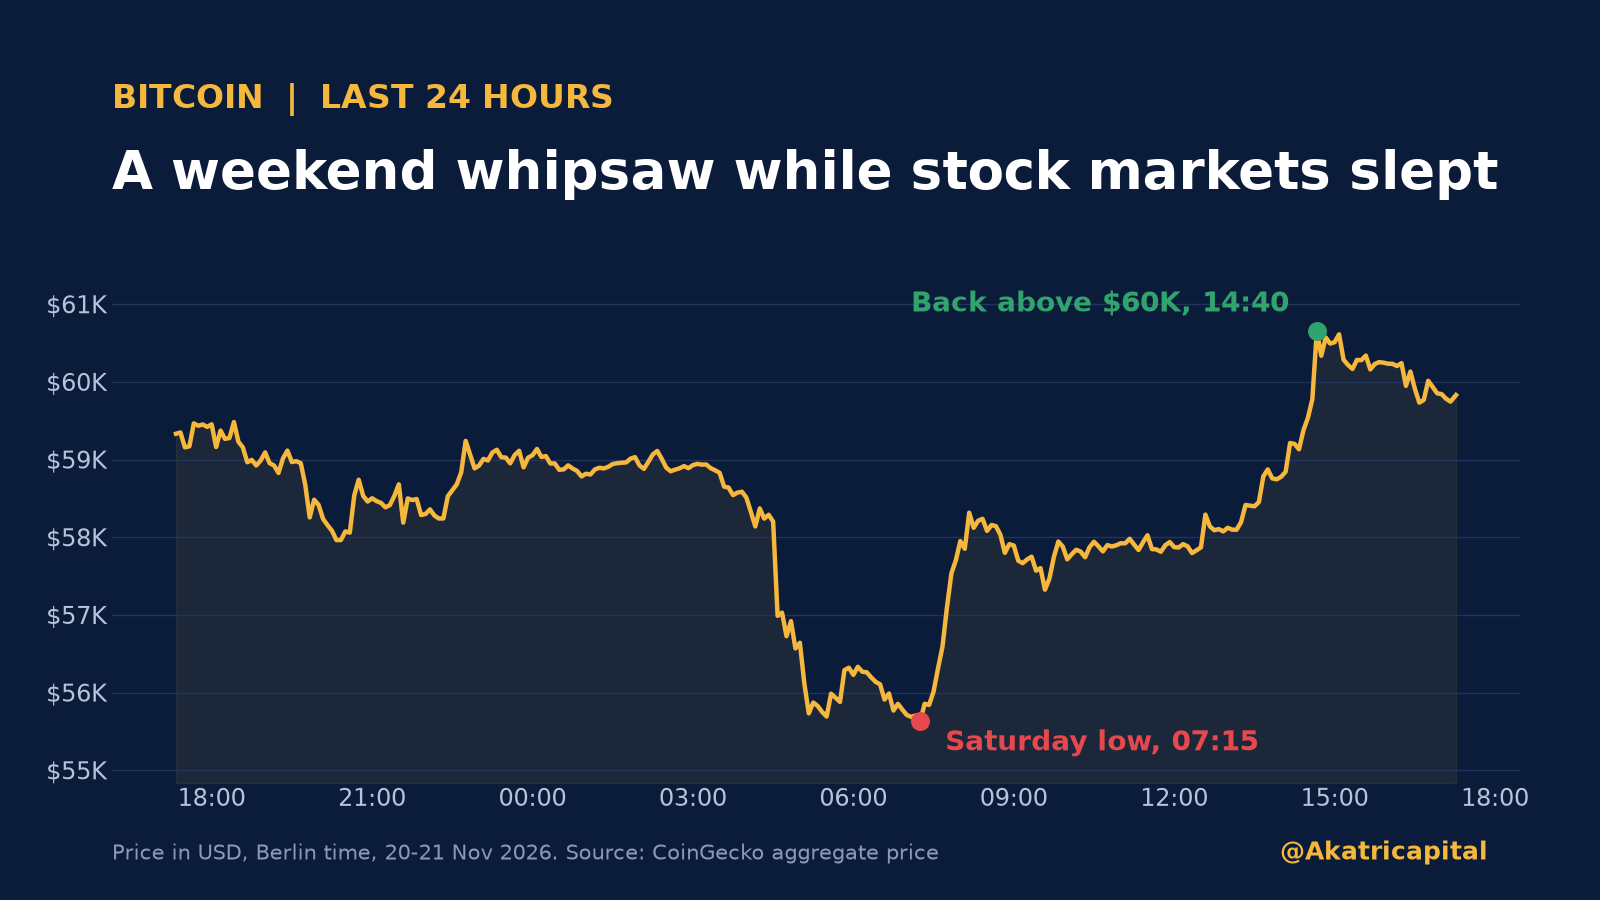 BITCOIN | LAST 24 HOURS
A weekend whipsaw while stock markets slept
Back above $60K, 14:40
$61K
$60K
$59K
$58K
$57K
$56K
Saturday low, 07:15
$55K
18:00 21:00 00:00 03:00 06:00 09:00 12:00 15:00 18:00
Price in USD, Berlin time, 20-21 Nov 2026. Source: CoinGecko aggregate price
@Akatricapital